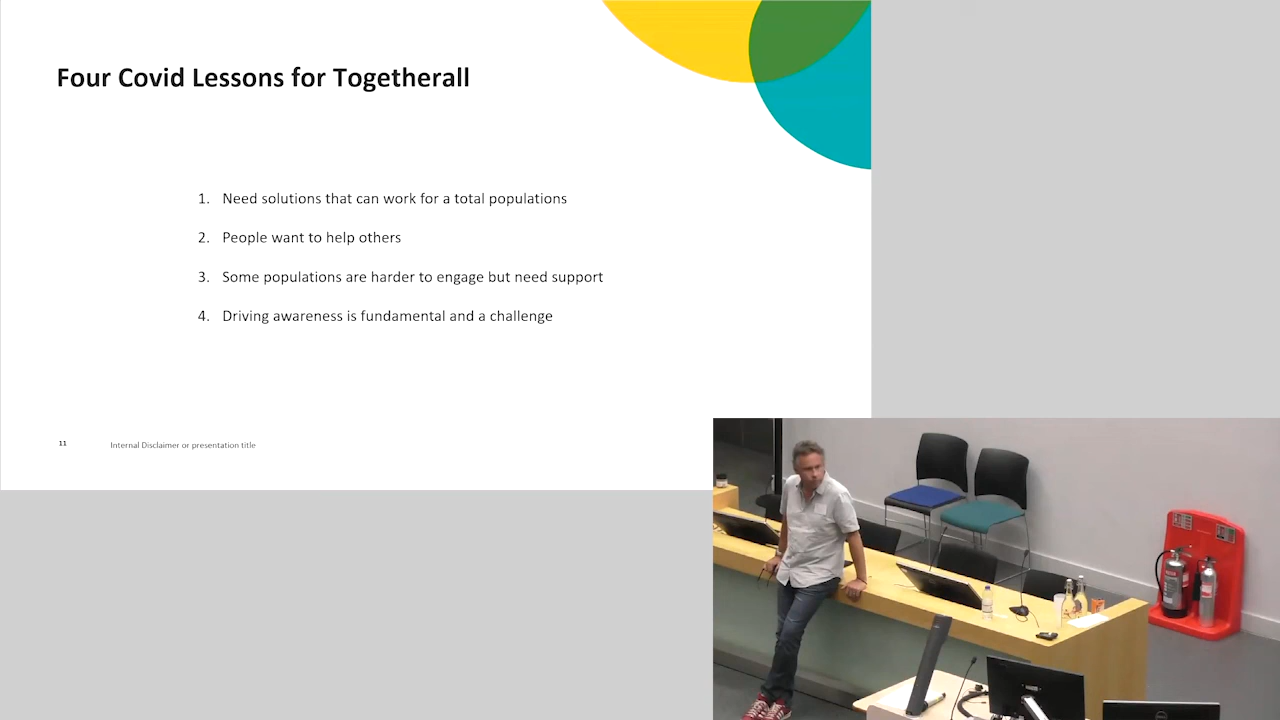 Four Covid Lessons for Togetherall
1. Need solutions that can work for a total populations
2. People want to help others
3. Some populations are harder to engage but need support
4. Driving awareness is fundamental and a challenge
11 Internal Disclaimer or presentation title